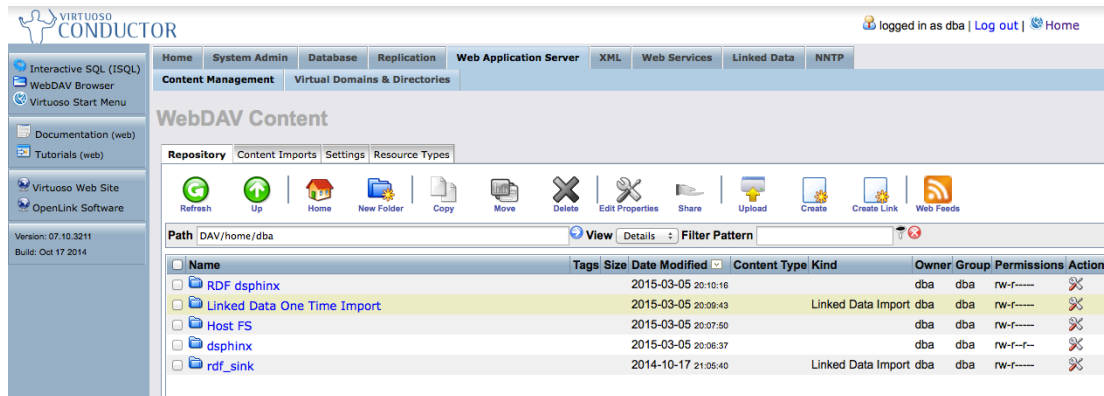 VIRTUOSO
CONDUCTOR
logged in as dba | Log out | Home
Interactive SQL (ISQL)
WebDAV Browser
Virtuoso Start Menu
Documentation (web)
Tutorials (web)
Virtuoso Web Site
OpenLink Software
Version: 07.10.3211
Build: Oct 17 2014
Home System Admin Database Replication Web Application Server XML Web Services Linked Data NNTP
Content Management Virtual Domains & Directories
WebDAV Content
Repository Content Imports Settings Resource Types
Refresh Up Home New Folder Copy Move Delete Edit Properties Share Upload Create Create Link Web Feeds
Path DAV/home/dba View Details Filter Pattern
Name Tags Size Date Modified Content Type Kind Owner Group Permissions Action
RDF dsphinx 2015-03-05 20:10:16 dba dba rw-r-----
Linked Data One Time Import 2015-03-05 20:09:43 Linked Data Import dba dba rw-r-----
Host FS 2015-03-05 20:07:50 dba dba rw-r-----
dsphinx 2015-03-05 20:06:37 dba dba rw-r--r--
rdf_sink 2014-10-17 21:05:40 Linked Data Import dba dba rw-r-----